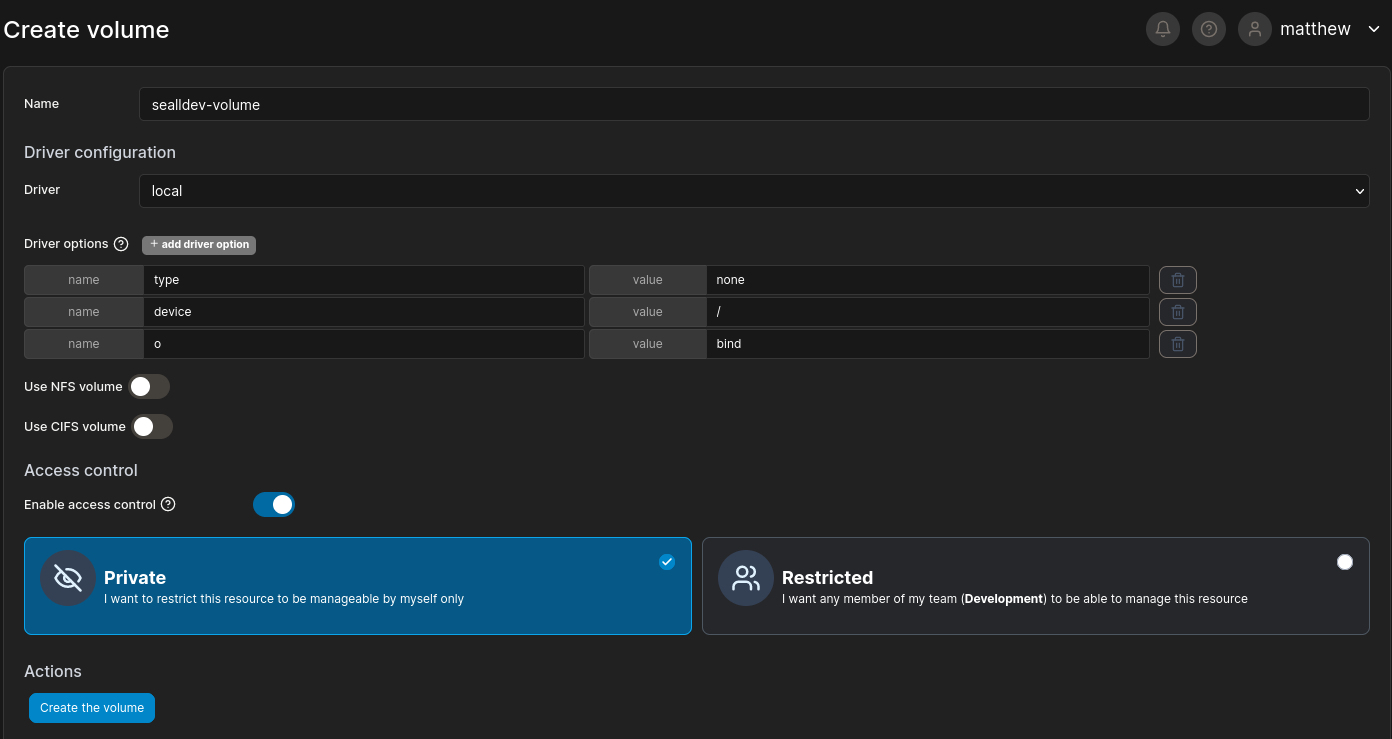 Create volume
matthew
Name
sealldev-volume
Driver configuration
Driver
local
Driver options
+ add driver option
name type value none
name device value /
name o value bind
Use NFS volume
Use CIFS volume
Access control
Enable access control
Private
I want to restrict this resource to be manageable by myself only
Restricted
I want any member of my team (Development) to be able to manage this resource
Actions
Create the volume